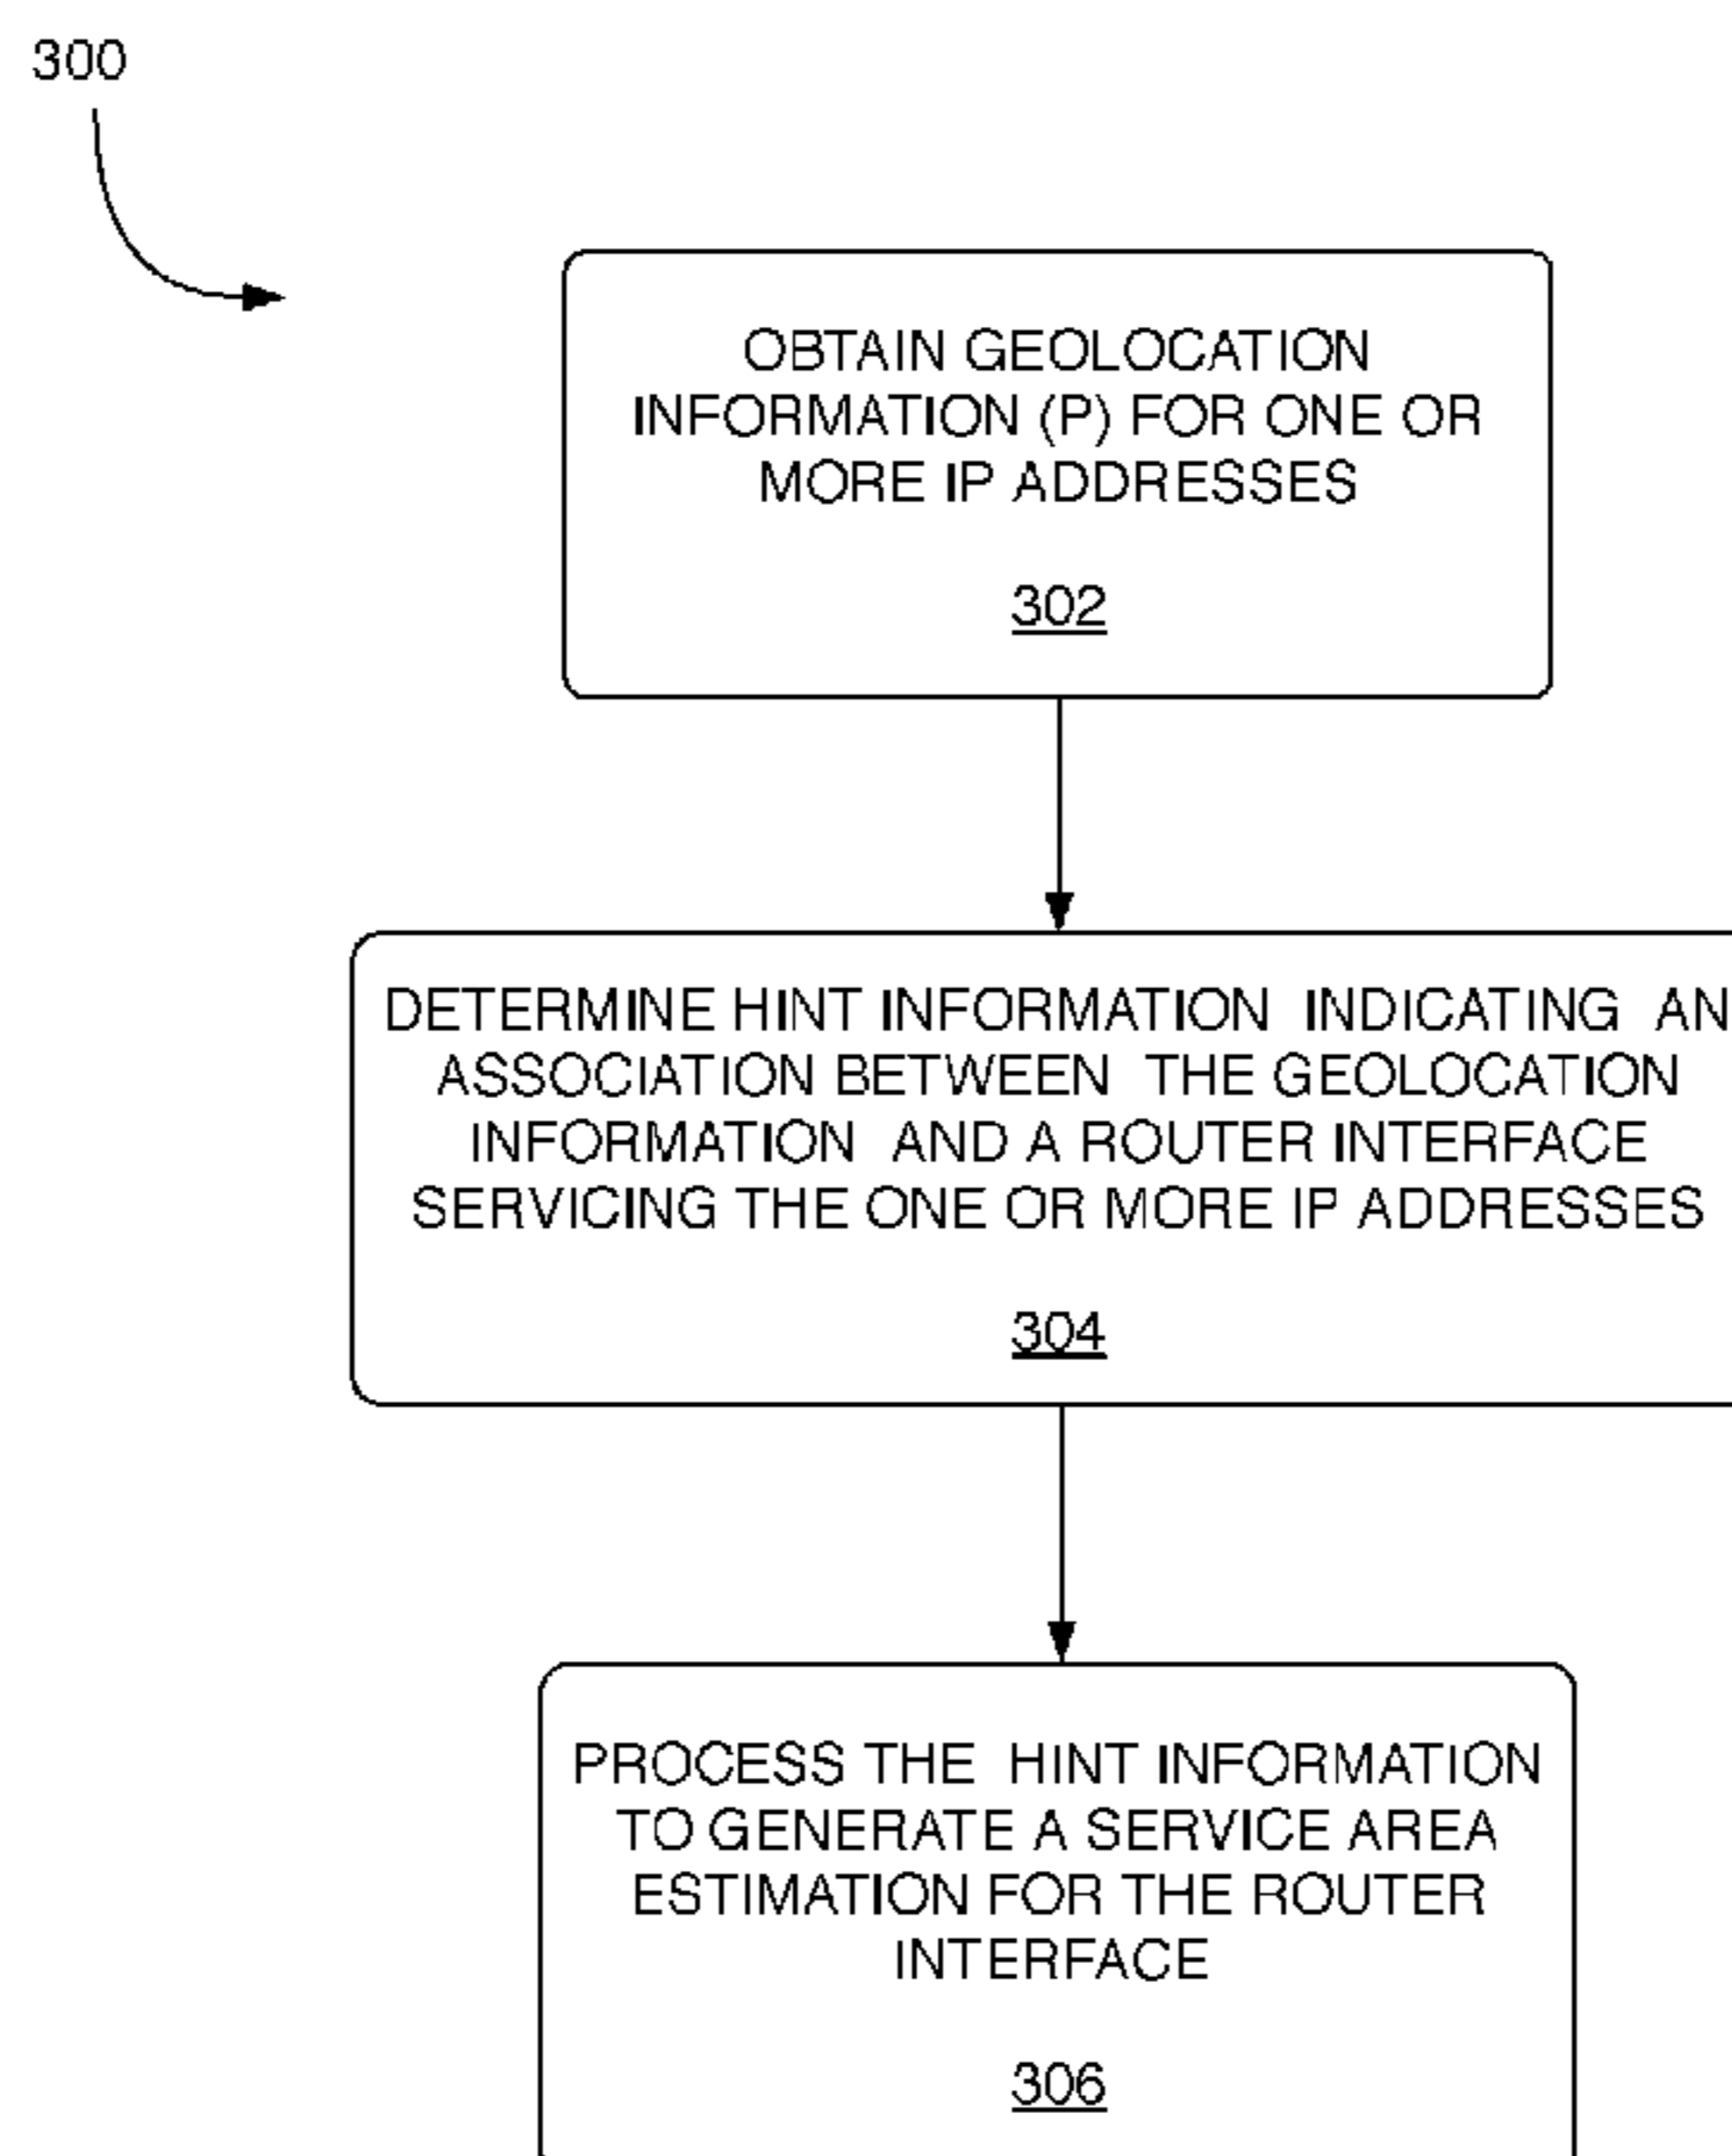 300
OBTAIN GEOLOCATION
INFORMATION (P) FOR ONE OR
MORE IP ADDRESSES
302
DETERMINE HINT INFORMATION INDICATING AN
ASSOCIATION BETWEEN THE GEOLOCATION
INFORMATION AND A ROUTER INTERFACE
SERVICING THE ONE OR MORE IP ADDRESSES
304
PROCESS THE HINT INFORMATION
TO GENERATE A SERVICE AREA
ESTIMATION FOR THE ROUTER
INTERFACE
306